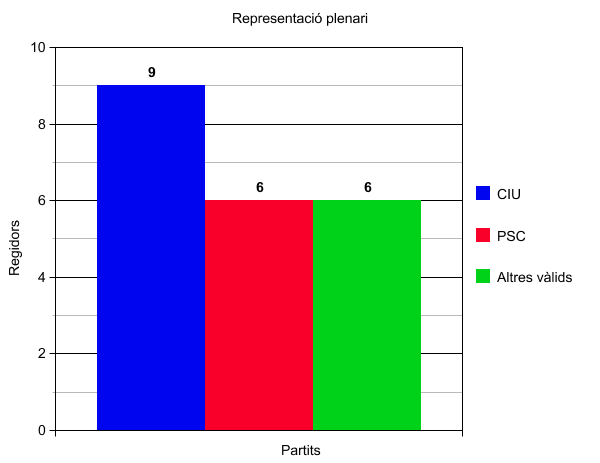 Representació plenari
10
9
8
6
6
6
4
2
0
Regidors
Partits
CIU
PSC
Altres vàlids